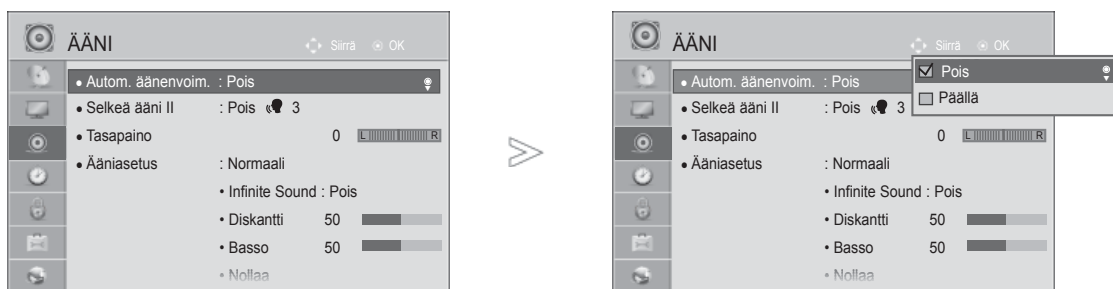 ÄÄNI
Siirrä OK
• Autom. äänenvoim. : Pois
• Selkeä ääni II : Pois 3
• Tasapaino 0 L R
• Ääniasetus : Normaali
• Infinite Sound : Pois
• Diskantti 50
• Basso 50
• Nollaa
ÄÄNI
Siirrä OK
• Autom. äänenvoim. : Pois
Pois
Päällä
• Selkeä ääni II : Pois 3
• Tasapaino 0 L R
• Ääniasetus : Normaali
• Infinite Sound : Pois
• Diskantti 50
• Basso 50
• Nollaa